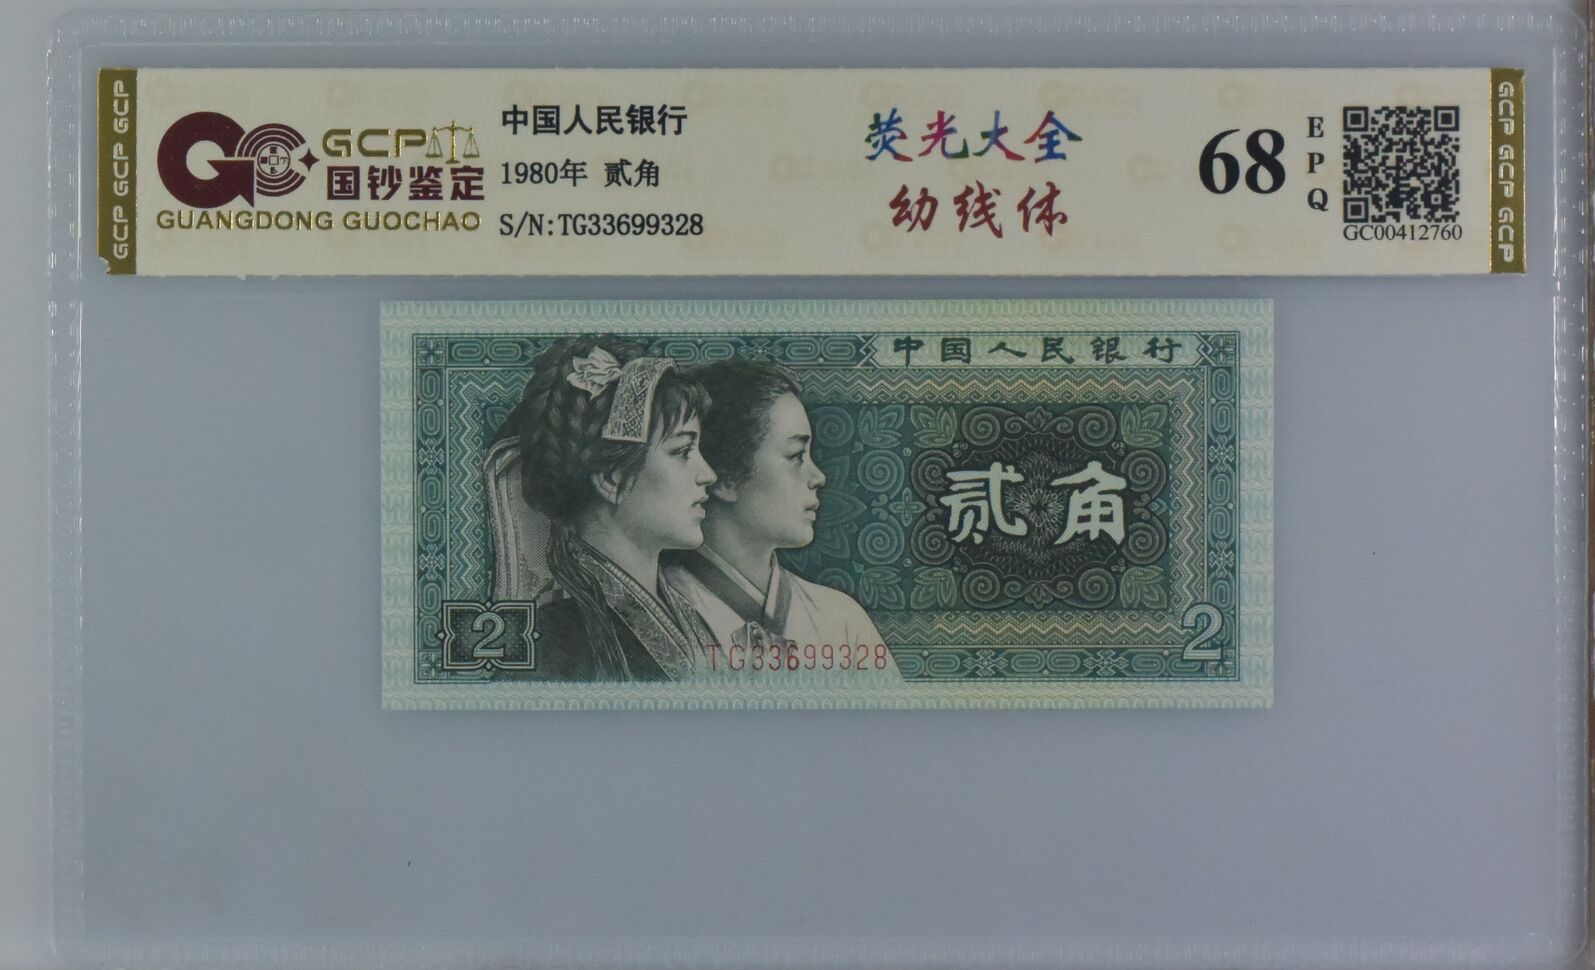 GCP GCP GCP
GCP
国钞鉴定
GUANGDONG GUOCHAO
中国人民银行
1980年 贰角
S/N:TG33699328
荧光大全
幼线体
68
EPQ
GC00412760
GCP GCP GCP
中国人民银行
贰角
2
2
TG33699328